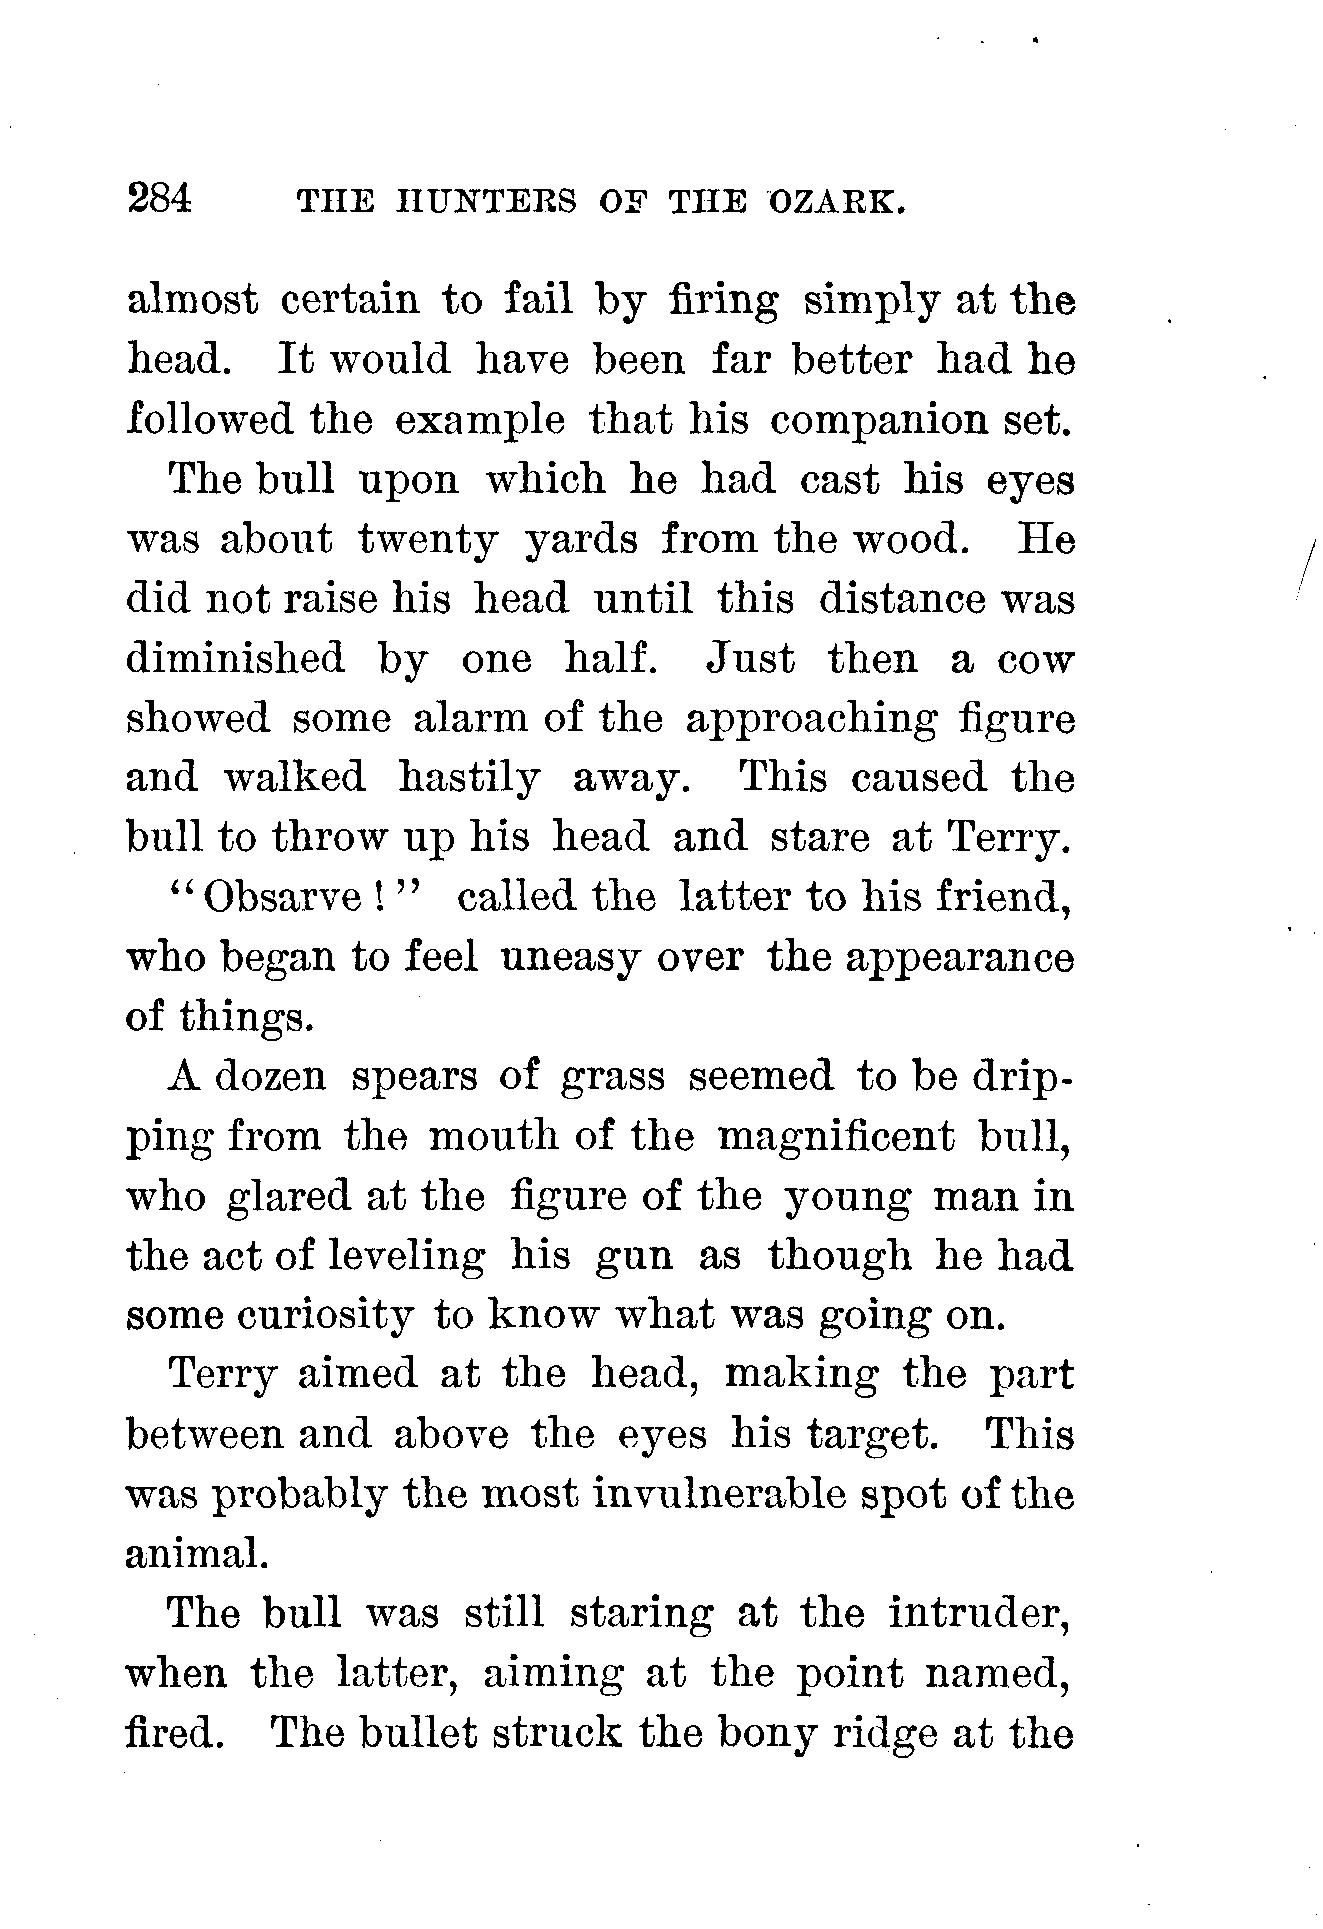 284 THE HUNTERS OF THE OZARK.
almost certain to fail by firing simply at the
head. It would have been far better had he
followed the example that his companion set.
The bull upon which he had cast his eyes
was about twenty yards from the wood. He
did not raise his head until this distance was
diminished by one half. Just then a cow
showed some alarm of the approaching figure
and walked hastily away. This caused the
bull to throw up his head and stare at Terry.
“Obsarve!” called the latter to his friend,
who began to feel uneasy over the appearance
of things.
A dozen spears of grass seemed to be drip-
ping from the mouth of the magnificent bull,
who glared at the figure of the young man in
the act of leveling his gun as though he had
some curiosity to know what was going on.
Terry aimed at the head, making the part
between and above the eyes his target. This
was probably the most invulnerable spot of the
animal.
The bull was still staring at the intruder,
when the latter, aiming at the point named,
fired. The bullet struck the bony ridge at the